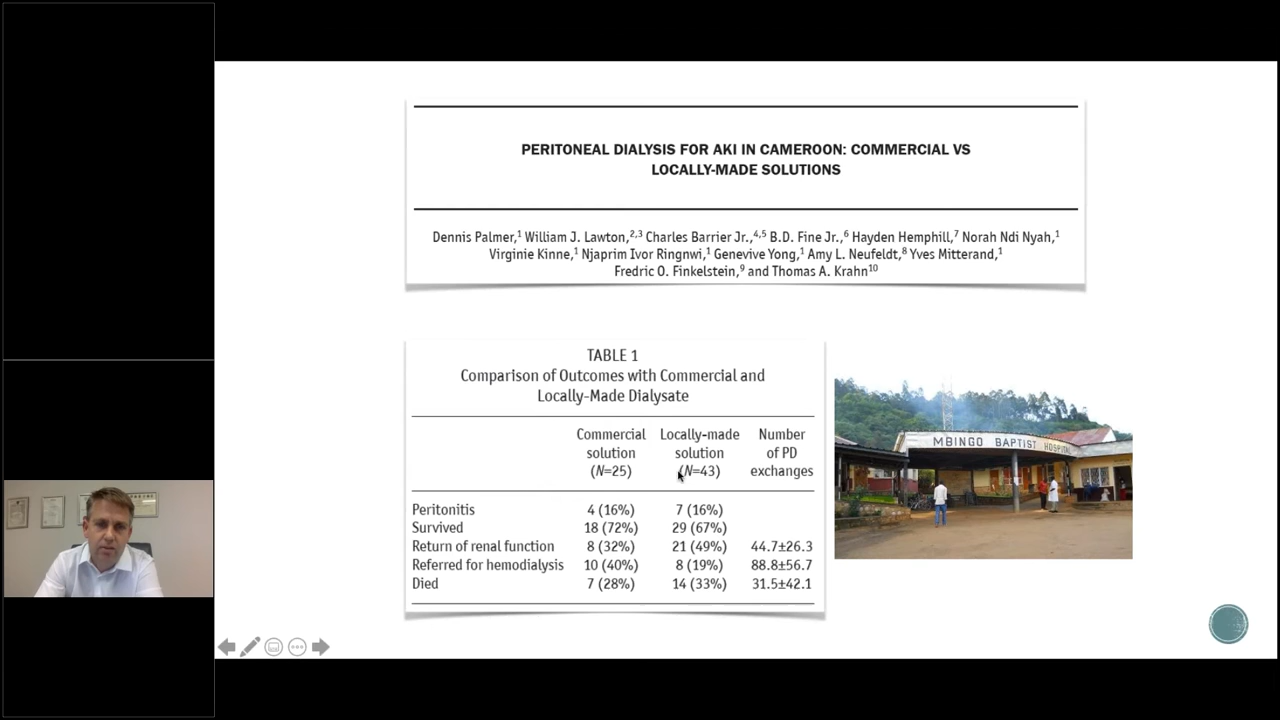 PERITONEAL DIALYSIS FOR AKI IN CAMEROON: COMMERCIAL VS
LOCALLY-MADE SOLUTIONS
Dennis Palmer,1 William J. Lawton,2,3 Charles Barrier Jr.,4,5 B.D. Fine Jr.,6 Hayden Hemphill,7 Norah Ndi Nyah,1
Virginie Kinne,1 Njaprim Ivor Ringnwi,1 Genevive Yong,1 Amy L. Neufeldt,8 Yves Mitterand,1
Fredric O. Finkelstein,9 and Thomas A. Krahn10
TABLE 1
Comparison of Outcomes with Commercial and
Locally-Made Dialysate
Commercial Locally-made Number
solution solution of PD
(N=25) (N=43) exchanges
Peritonitis 4 (16%) 7 (16%)
Survived 18 (72%) 29 (67%)
Return of renal function 8 (32%) 21 (49%) 44.7±26.3
Referred for hemodialysis 10 (40%) 8 (19%) 88.8±56.7
Died 7 (28%) 14 (33%) 31.5±42.1
MBINGO BAPTIST HOSPITAL